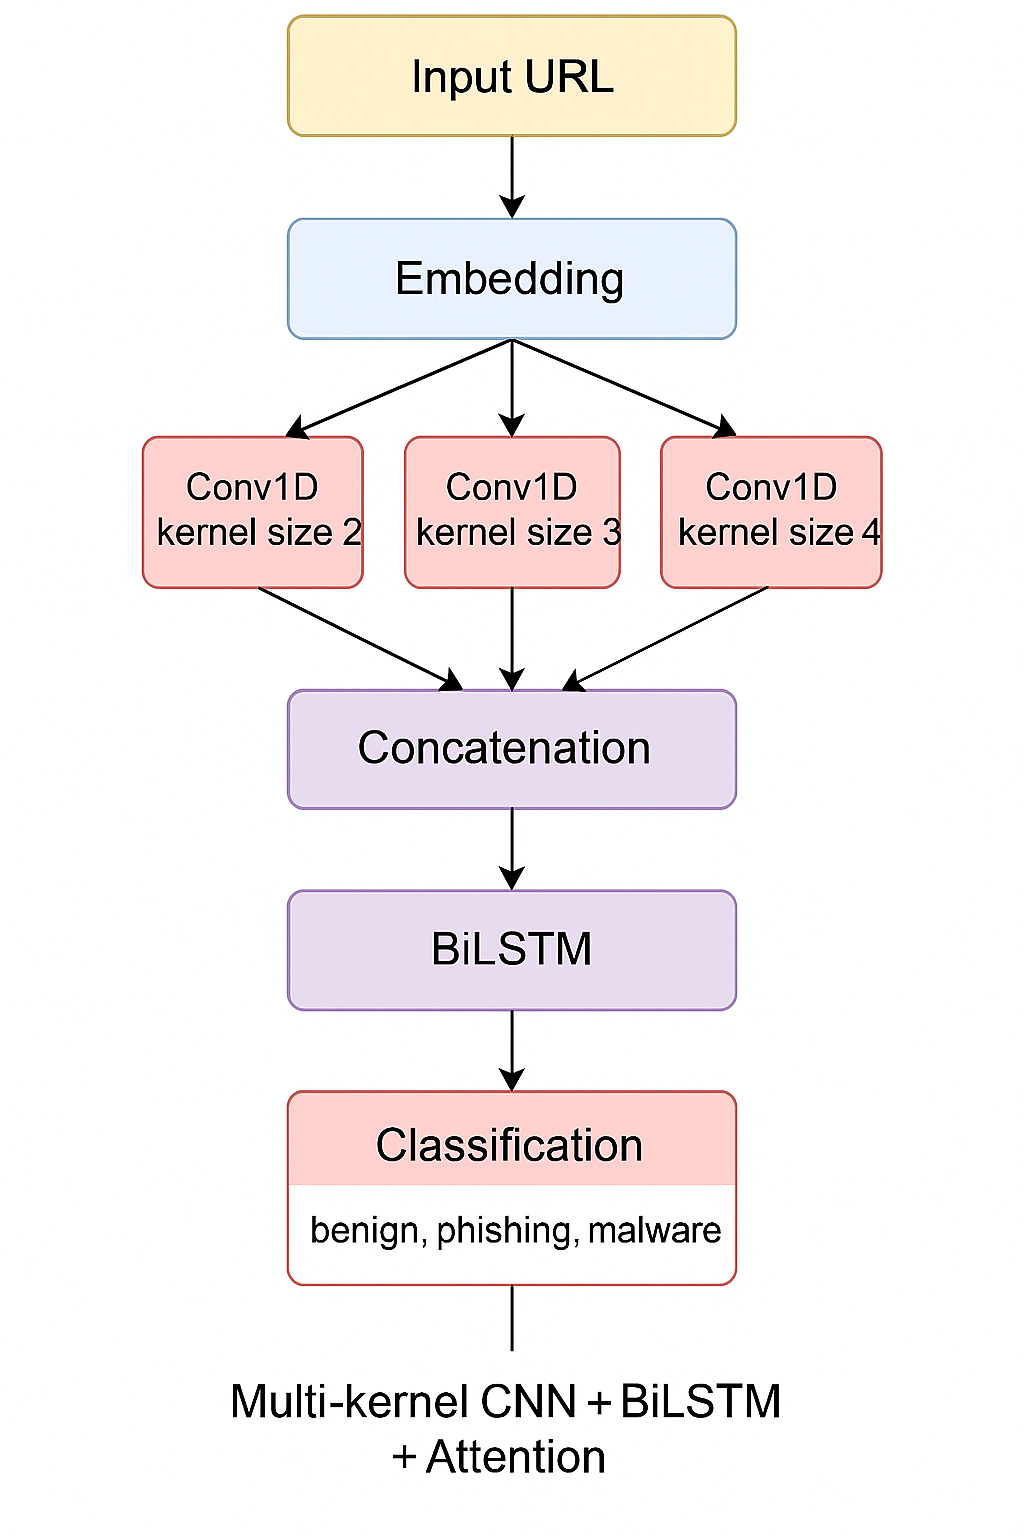 Input URL
Embedding
Conv1D
kernel size 2
Conv1D
kernel size 3
Conv1D
kernel size 4
Concatenation
BiLSTM
Classification
benign, phishing, malware
Multi-kernel CNN + BiLSTM
+ Attention